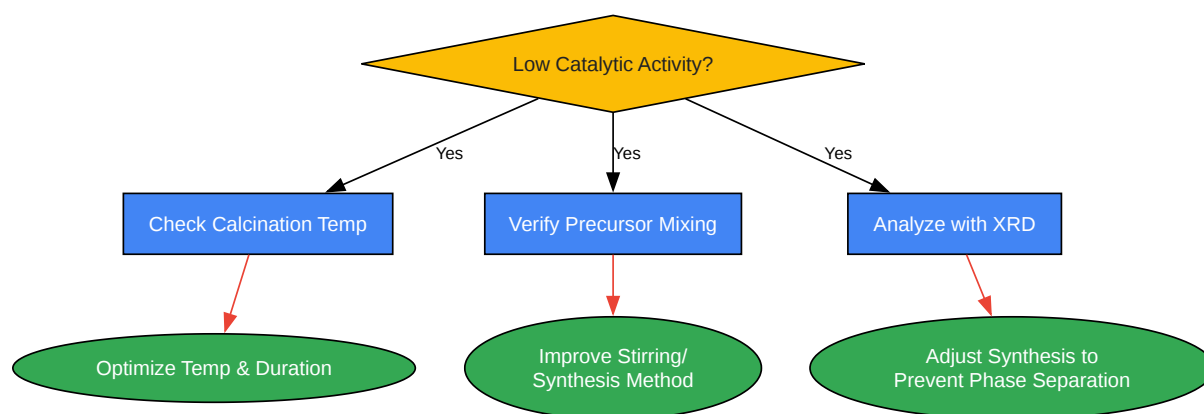 Low Catalytic Activity?
Yes
Yes
Yes
Check Calcination Temp
Verify Precursor Mixing
Analyze with XRD
Optimize Temp & Duration
Improve Stirring/
Synthesis Method
Adjust Synthesis to
Prevent Phase Separation